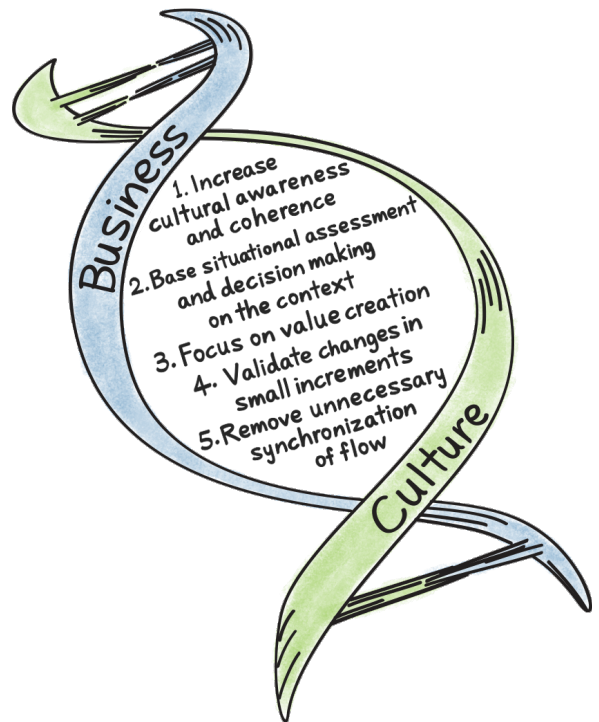 Business
1. Increase
cultural awareness
and coherence
2. Base situational assessment
and decision making
on the context
3. Focus on value creation
4. Validate changes in
small increments
5. Remove unnecessary
synchronization
of flow
Culture